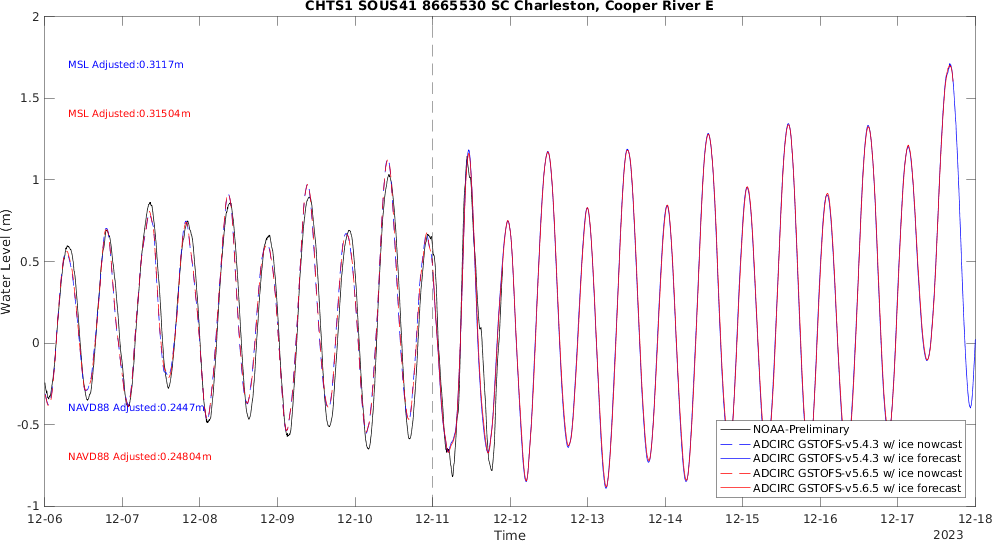 CHTS1 SOUS41 8665530 SC Charleston, Cooper River E
2
1.5
1
0.5
0
-0.5
-1
Water Level (m)
MSL Adjusted:0.3117m
MSL Adjusted:0.31504m
NAVD88 Adjusted:0.2447m
NAVD88 Adjusted:0.24804m
NOAA-Preliminary
ADCIRC GSTOFS-v5.4.3 w/ ice nowcast
ADCIRC GSTOFS-v5.4.3 w/ ice forecast
ADCIRC GSTOFS-v5.6.5 w/ ice nowcast
ADCIRC GSTOFS-v5.6.5 w/ ice forecast
12-06 12-07 12-08 12-09 12-10 12-11 12-12 12-13 12-14 12-15 12-16 12-17 12-18
Time
2023